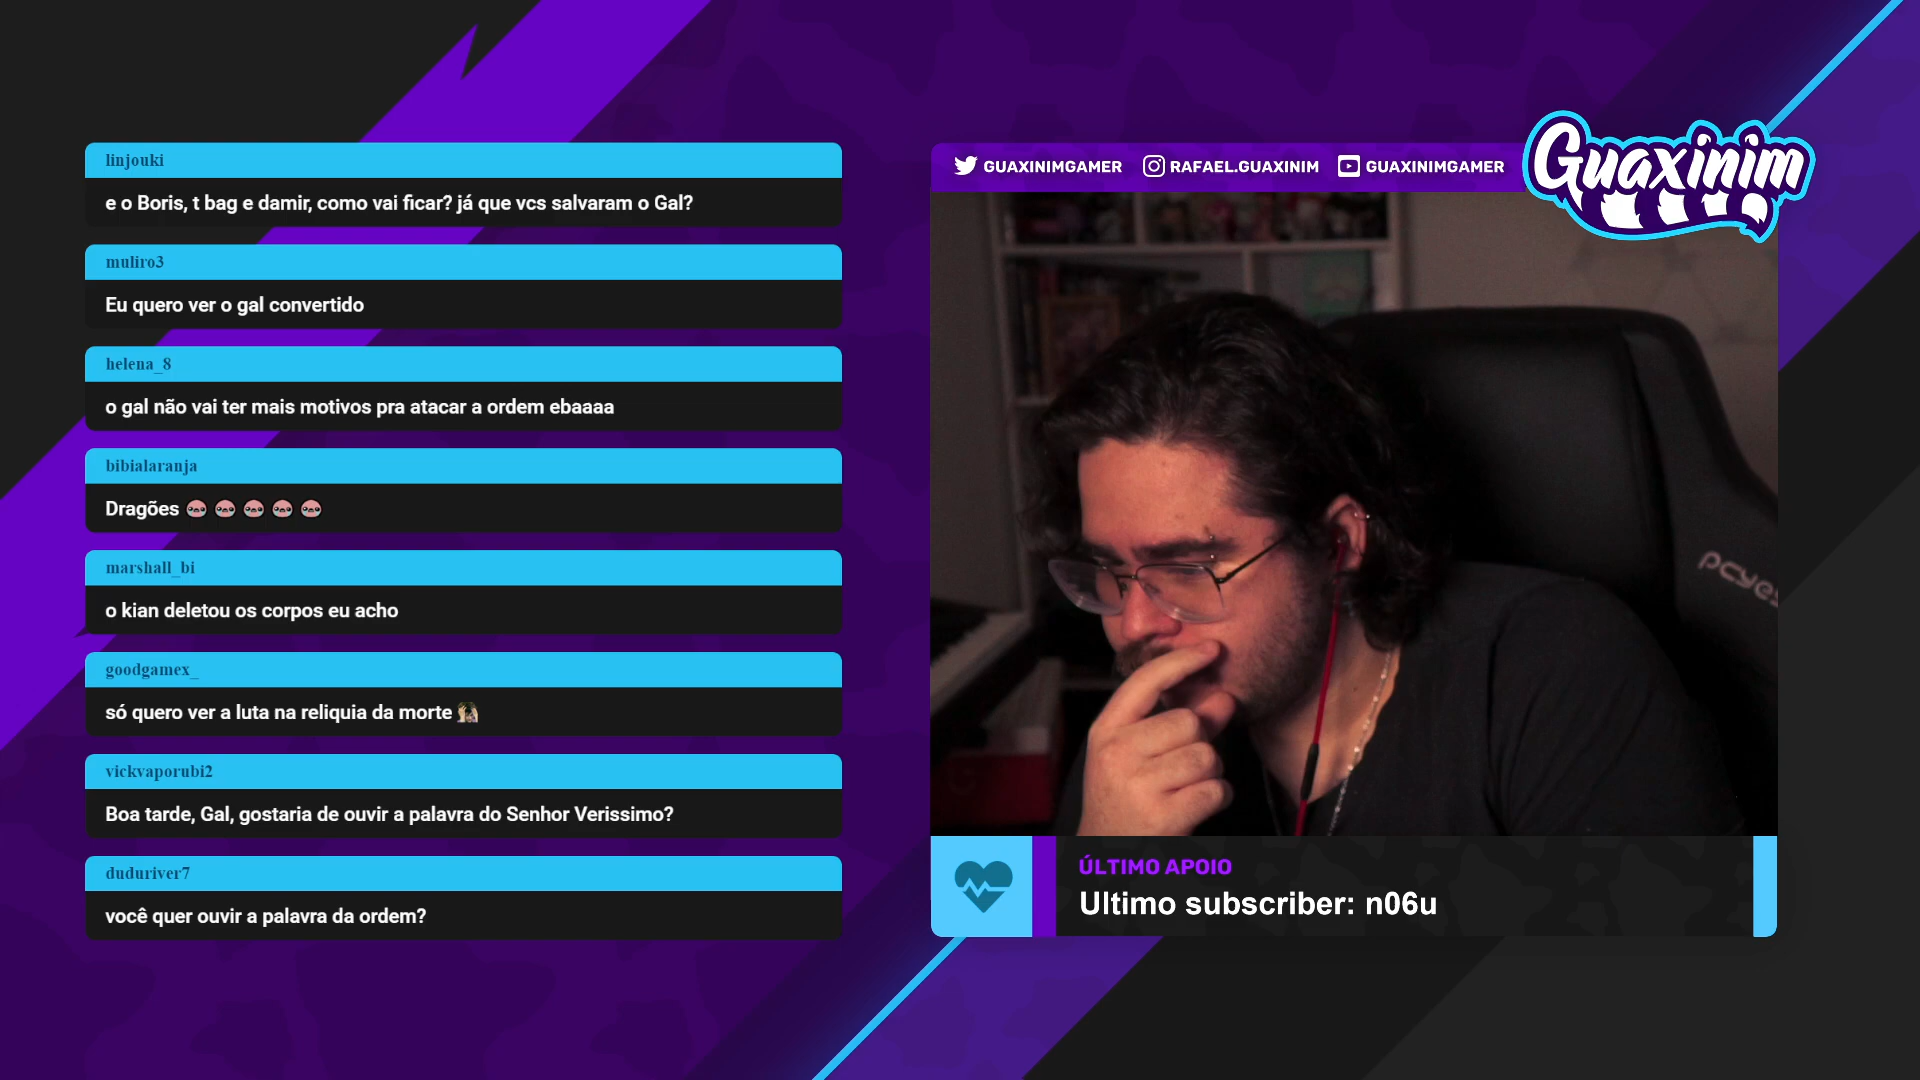 linjouki
e o Boris, t bag e damir, como vai ficar? já que vcs salvaram o Gal?
muliro3
Eu quero ver o gal convertido
helena_8
o gal não vai ter mais motivos pra atacar a ordem ebaaaa
bibialaranja
Dragões
marshall_bi
o kian deletou os corpos eu acho
goodgamex_
só quero ver a luta na reliquia da morte
vickvaporubi2
Boa tarde, Gal, gostaria de ouvir a palavra do Senhor Verissimo?
duduriver7
você quer ouvir a palavra da ordem?
GUAXINIMGAMER RAFAEL.GUAXINIM GUAXINIMGAMER
Guaxinim
pcyes
ÚLTIMO APOIO
Ultimo subscriber: n06u